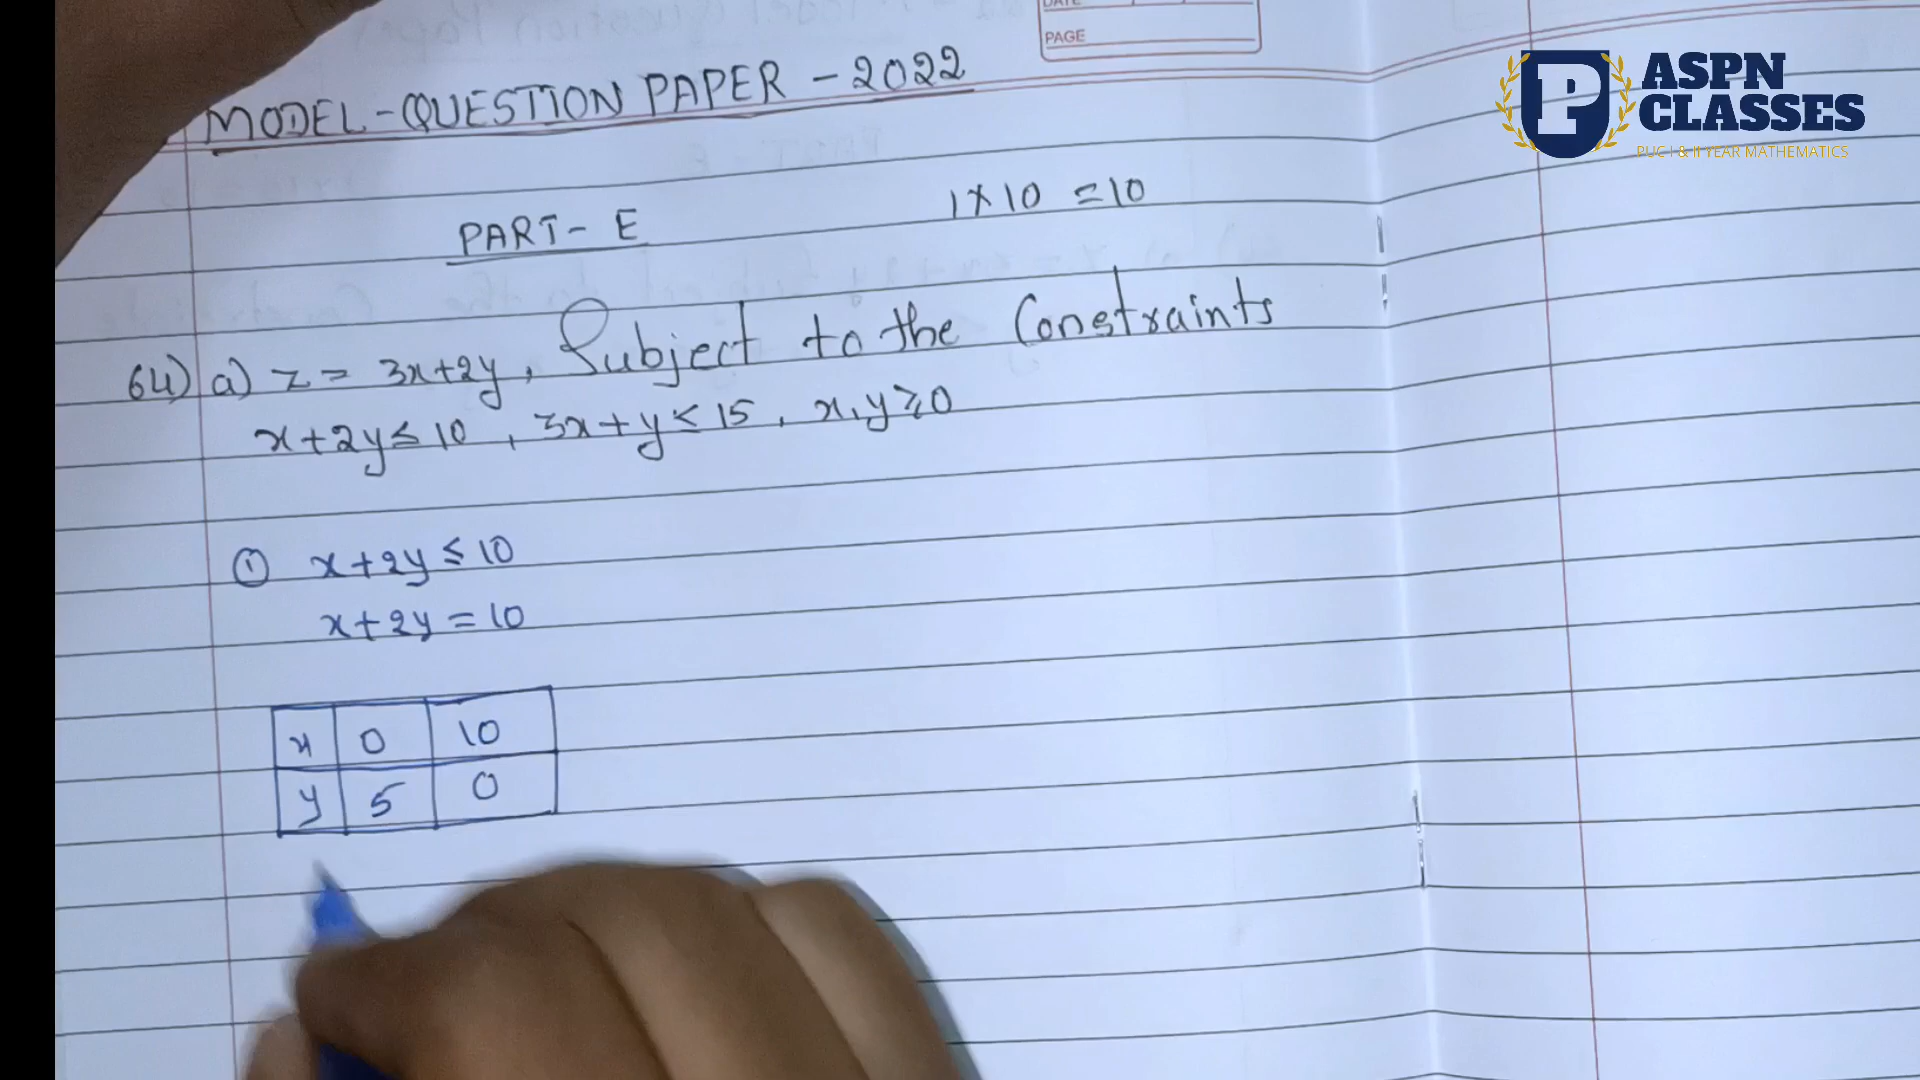 DATE
PAGE
ASPN
CLASSES
PUC I & II YEAR MATHEMATICS
MODEL-QUESTION PAPER - 2022
PART- E 1×10 = 10
64) a) z = 3x+2y, Subject to the Constraints
x+2y≤10, 3x+y≤15, x,y≥0
① x+2y≤10
x+2y=10
x 0 10
y 5 0